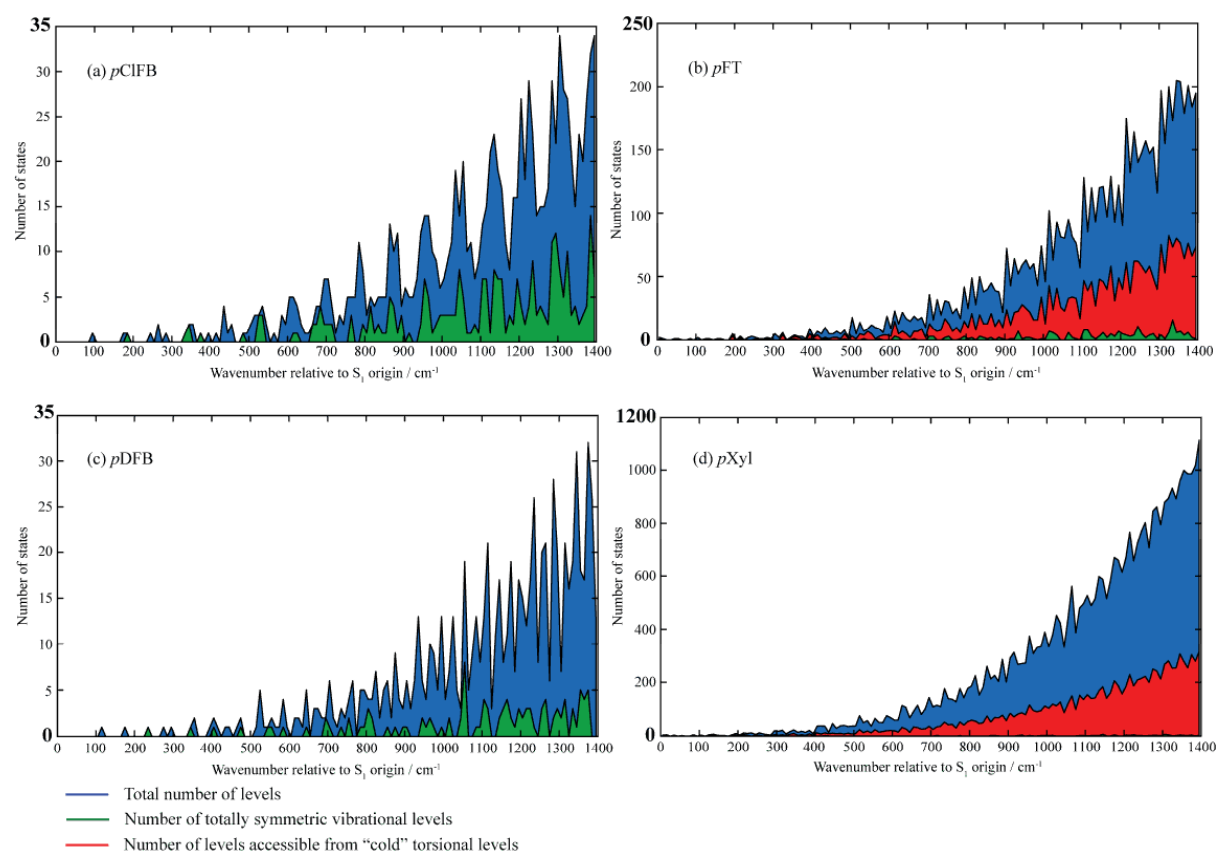 35
30
25
20
15
10
5
0
Number of states
(a) pClFB
0 100 200 300 400 500 600 700 800 900 1000 1100 1200 1300 1400
Wavenumber relative to S1 origin / cm-1
250
200
150
100
50
0
Number of states
(b) pFT
0 100 200 300 400 500 600 700 800 900 1000 1100 1200 1300 1400
Wavenumber relative to S1 origin / cm-1
35
30
25
20
15
10
5
0
Number of states
(c) pDFB
0 100 200 300 400 500 600 700 800 900 1000 1100 1200 1300 1400
Wavenumber relative to S1 origin / cm-1
1200
1000
800
600
400
200
0
Number of states
(d) pXyl
0 100 200 300 400 500 600 700 800 900 1000 1100 1200 1300 1400
Wavenumber relative to S1 origin / cm-1
Total number of levels
Number of totally symmetric vibrational levels
Number of levels accessible from “cold” torsional levels